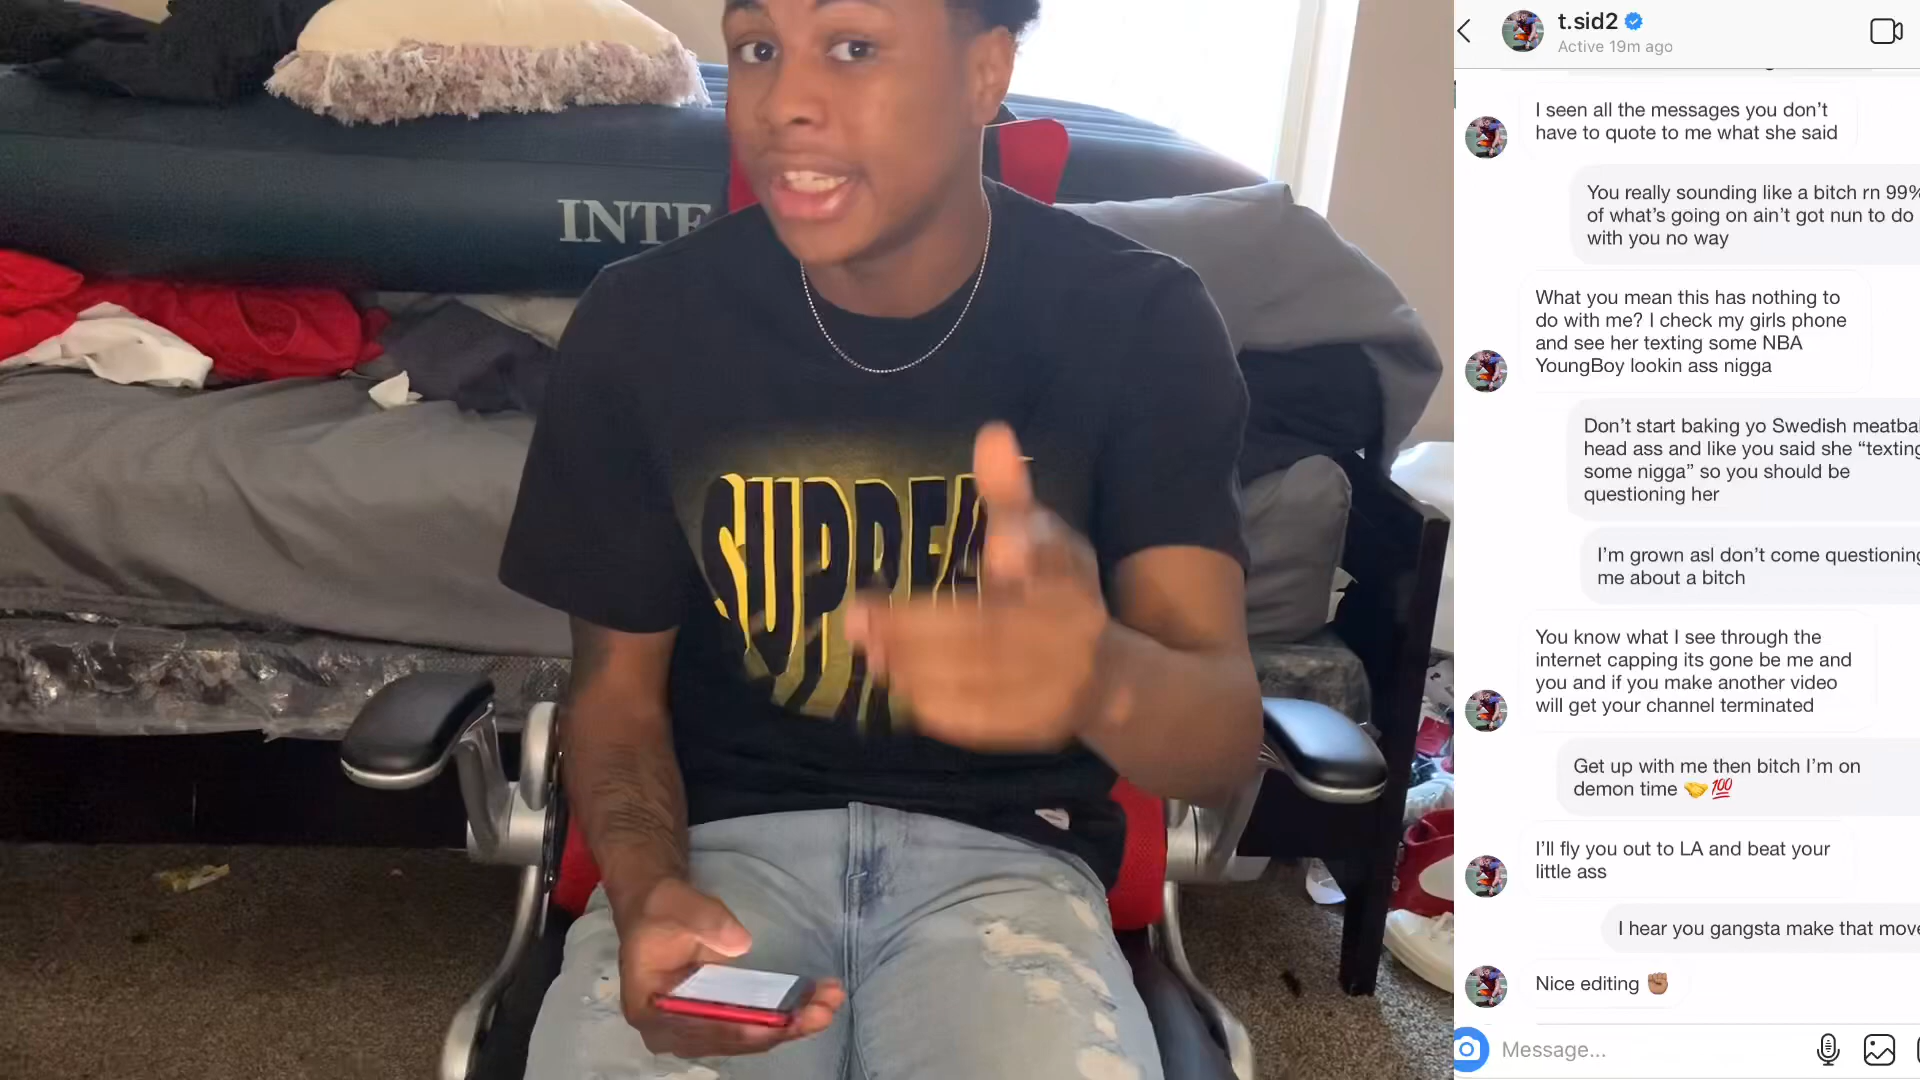 t.sid2
Active 19m ago
I seen all the messages you don't
have to quote to me what she said
You really sounding like a bitch rn 99%
of what's going on ain't got nun to do
with you no way
What you mean this has nothing to
do with me? I check my girls phone
and see her texting some NBA
YoungBoy lookin ass nigga
Don't start baking yo Swedish meatbal
head ass and like you said she “texting
some nigga” so you should be
questioning her
I'm grown asl don't come questioning
me about a bitch
You know what I see through the
internet capping its gone be me and
you and if you make another video
will get your channel terminated
Get up with me then bitch I'm on
demon time 🤝💯
I'll fly you out to LA and beat your
little ass
I hear you gangsta make that move
Nice editing ✊🏽
Message...
INTE
SUPREM